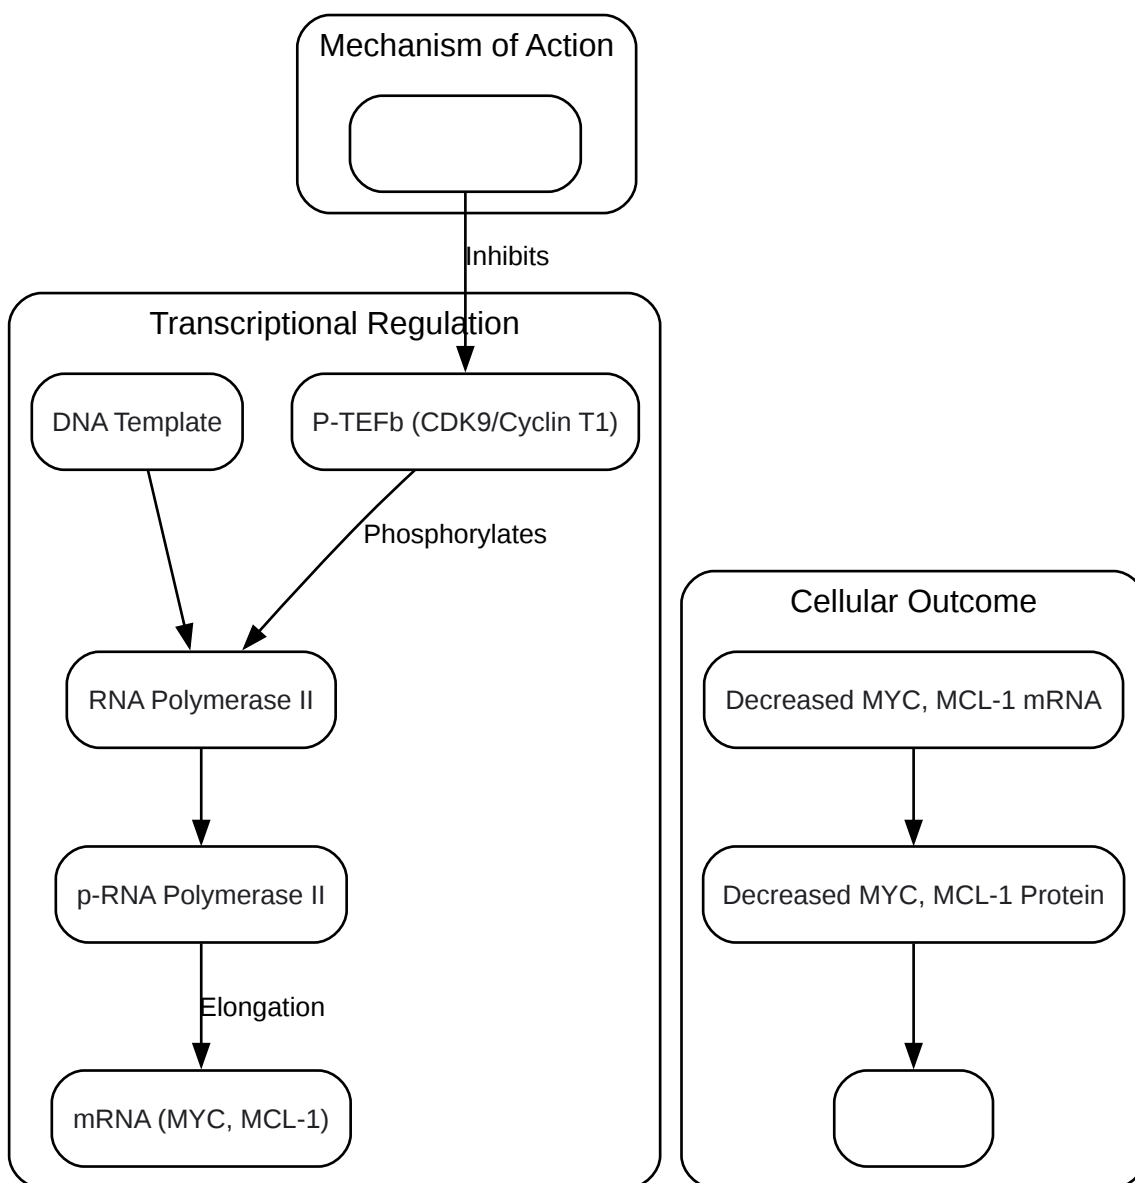 Mechanism of Action
Inhibits
Transcriptional Regulation
DNA Template
P-TEFb (CDK9/Cyclin T1)
Phosphorylates
RNA Polymerase II
p-RNA Polymerase II
Elongation
mRNA (MYC, MCL-1)
Cellular Outcome
Decreased MYC, MCL-1 mRNA
Decreased MYC, MCL-1 Protein